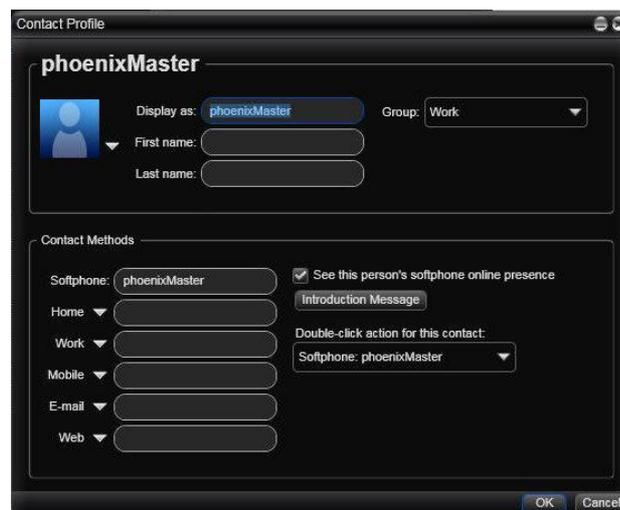 Contact Profile
phoenixMaster
Display as: phoenixMaster Group: Work
First name:
Last name:
Contact Methods
Softphone: phoenixMaster See this person's softphone online presence
Home Introduction Message
Work Double-click action for this contact:
Softphone: phoenixMaster
Mobile
E-mail
Web
OK Cancel